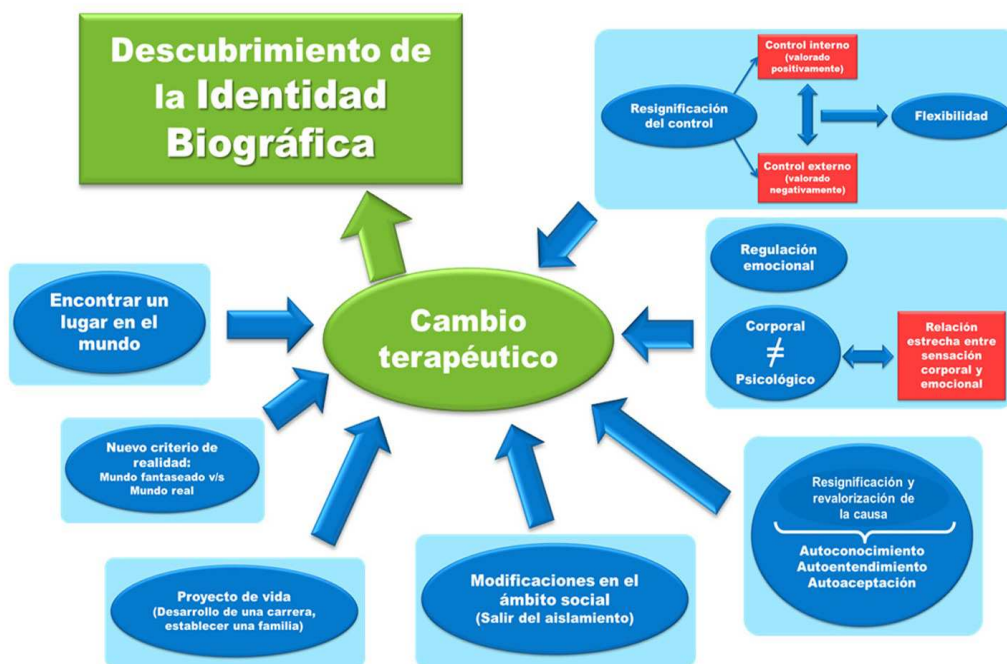 Descubrimiento de
la Identidad
Biográfica
Control interno
(valorado
positivamente)
Resignificación
del control
Flexibilidad
Control externo
(valorado
negativamente)
Regulación
emocional
Corporal
≠
Psicológico
Relación
estrecha entre
sensación
corporal y
emocional
Cambio
terapéutico
Encontrar un
lugar en el
mundo
Nuevo criterio de
realidad:
Mundo fantaseado v/s
Mundo real
Proyecto de vida
(Desarrollo de una carrera,
establecer una familia)
Modificaciones en el
ámbito social
(Salir del aislamiento)
Resignificación y
revalorización de
la causa
Autoconocimiento
Autoentendimiento
Autoaceptación